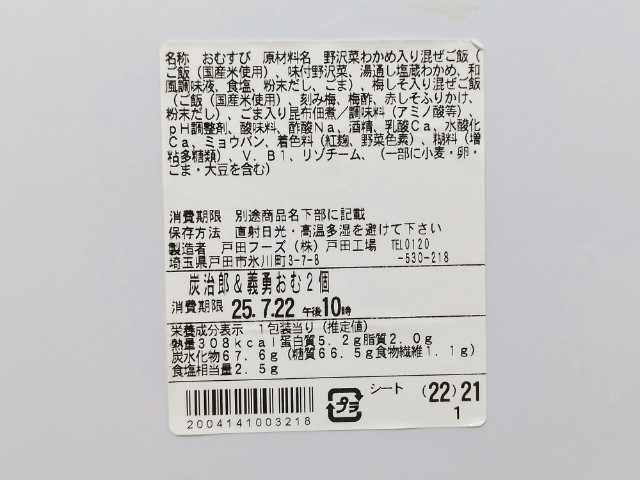 名称　おむすび　原材料名　野沢菜わかめ入り混ぜご飯(
ご飯(国産米使用)、味付野沢菜、湯通し塩蔵わかめ、和
風調味液、食塩、粉末だし、ごま)、梅しそ入り混ぜご飯
(ご飯(国産米使用)、刻み梅、梅酢、赤しそふりかけ、
粉末だし)、ごま入り昆布佃煮／調味料(アミノ酸等)、
pH調整剤、酸味料、酢酸Na、酒精、乳酸Ca、水酸化
Ca、ミョウバン、着色料(紅麹、野菜色素)、糊料(増
粘多糖類)、V．B1、リゾチーム、(一部に小麦・卵・
ごま・大豆を含む)
消費期限　別途商品名下部に記載
保存方法　直射日光・高温多湿を避けて下さい
製造者　戸田フーズ(株)戸田工場　TEL0120
埼玉県戸田市氷川町3-7-8　-530-218
炭治郎＆義勇おむ2個
消費期限 25.7.22 午後10時
栄養成分表示　1包装当り(推定値)
熱量308kcal蛋白質5.2g脂質2.0g
炭水化物67.6g(糖質66.5g食物繊維1.1g)
食塩相当量2.5g
プラ シート (22)21
1
2004141003218